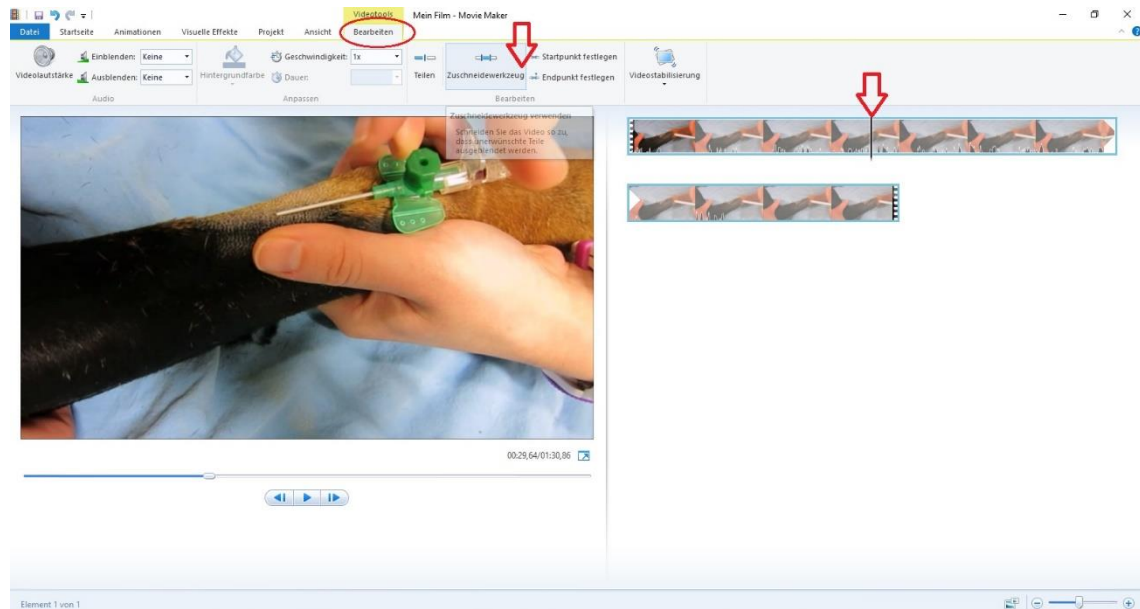 Videotools
Mein Film - Movie Maker
Datei
Startseite
Animationen
Visuelle Effekte
Projekt
Ansicht
Bearbeiten
Videolautstärke
Einblenden: Keine
Ausblenden: Keine
Audio
Hintergrundfarbe
Geschwindigkeit: 1x
Dauer:
Anpassen
Teilen
Zuschneidewerkzeug
Startpunkt festlegen
Endpunkt festlegen
Bearbeiten
Videostabilisierung
Zuschneidewerkzeug verwenden
Schneiden Sie das Video so zu,
dass unerwünschte Teile
ausgeblendet werden.
00:29,64/01:30,86
Element 1 von 1